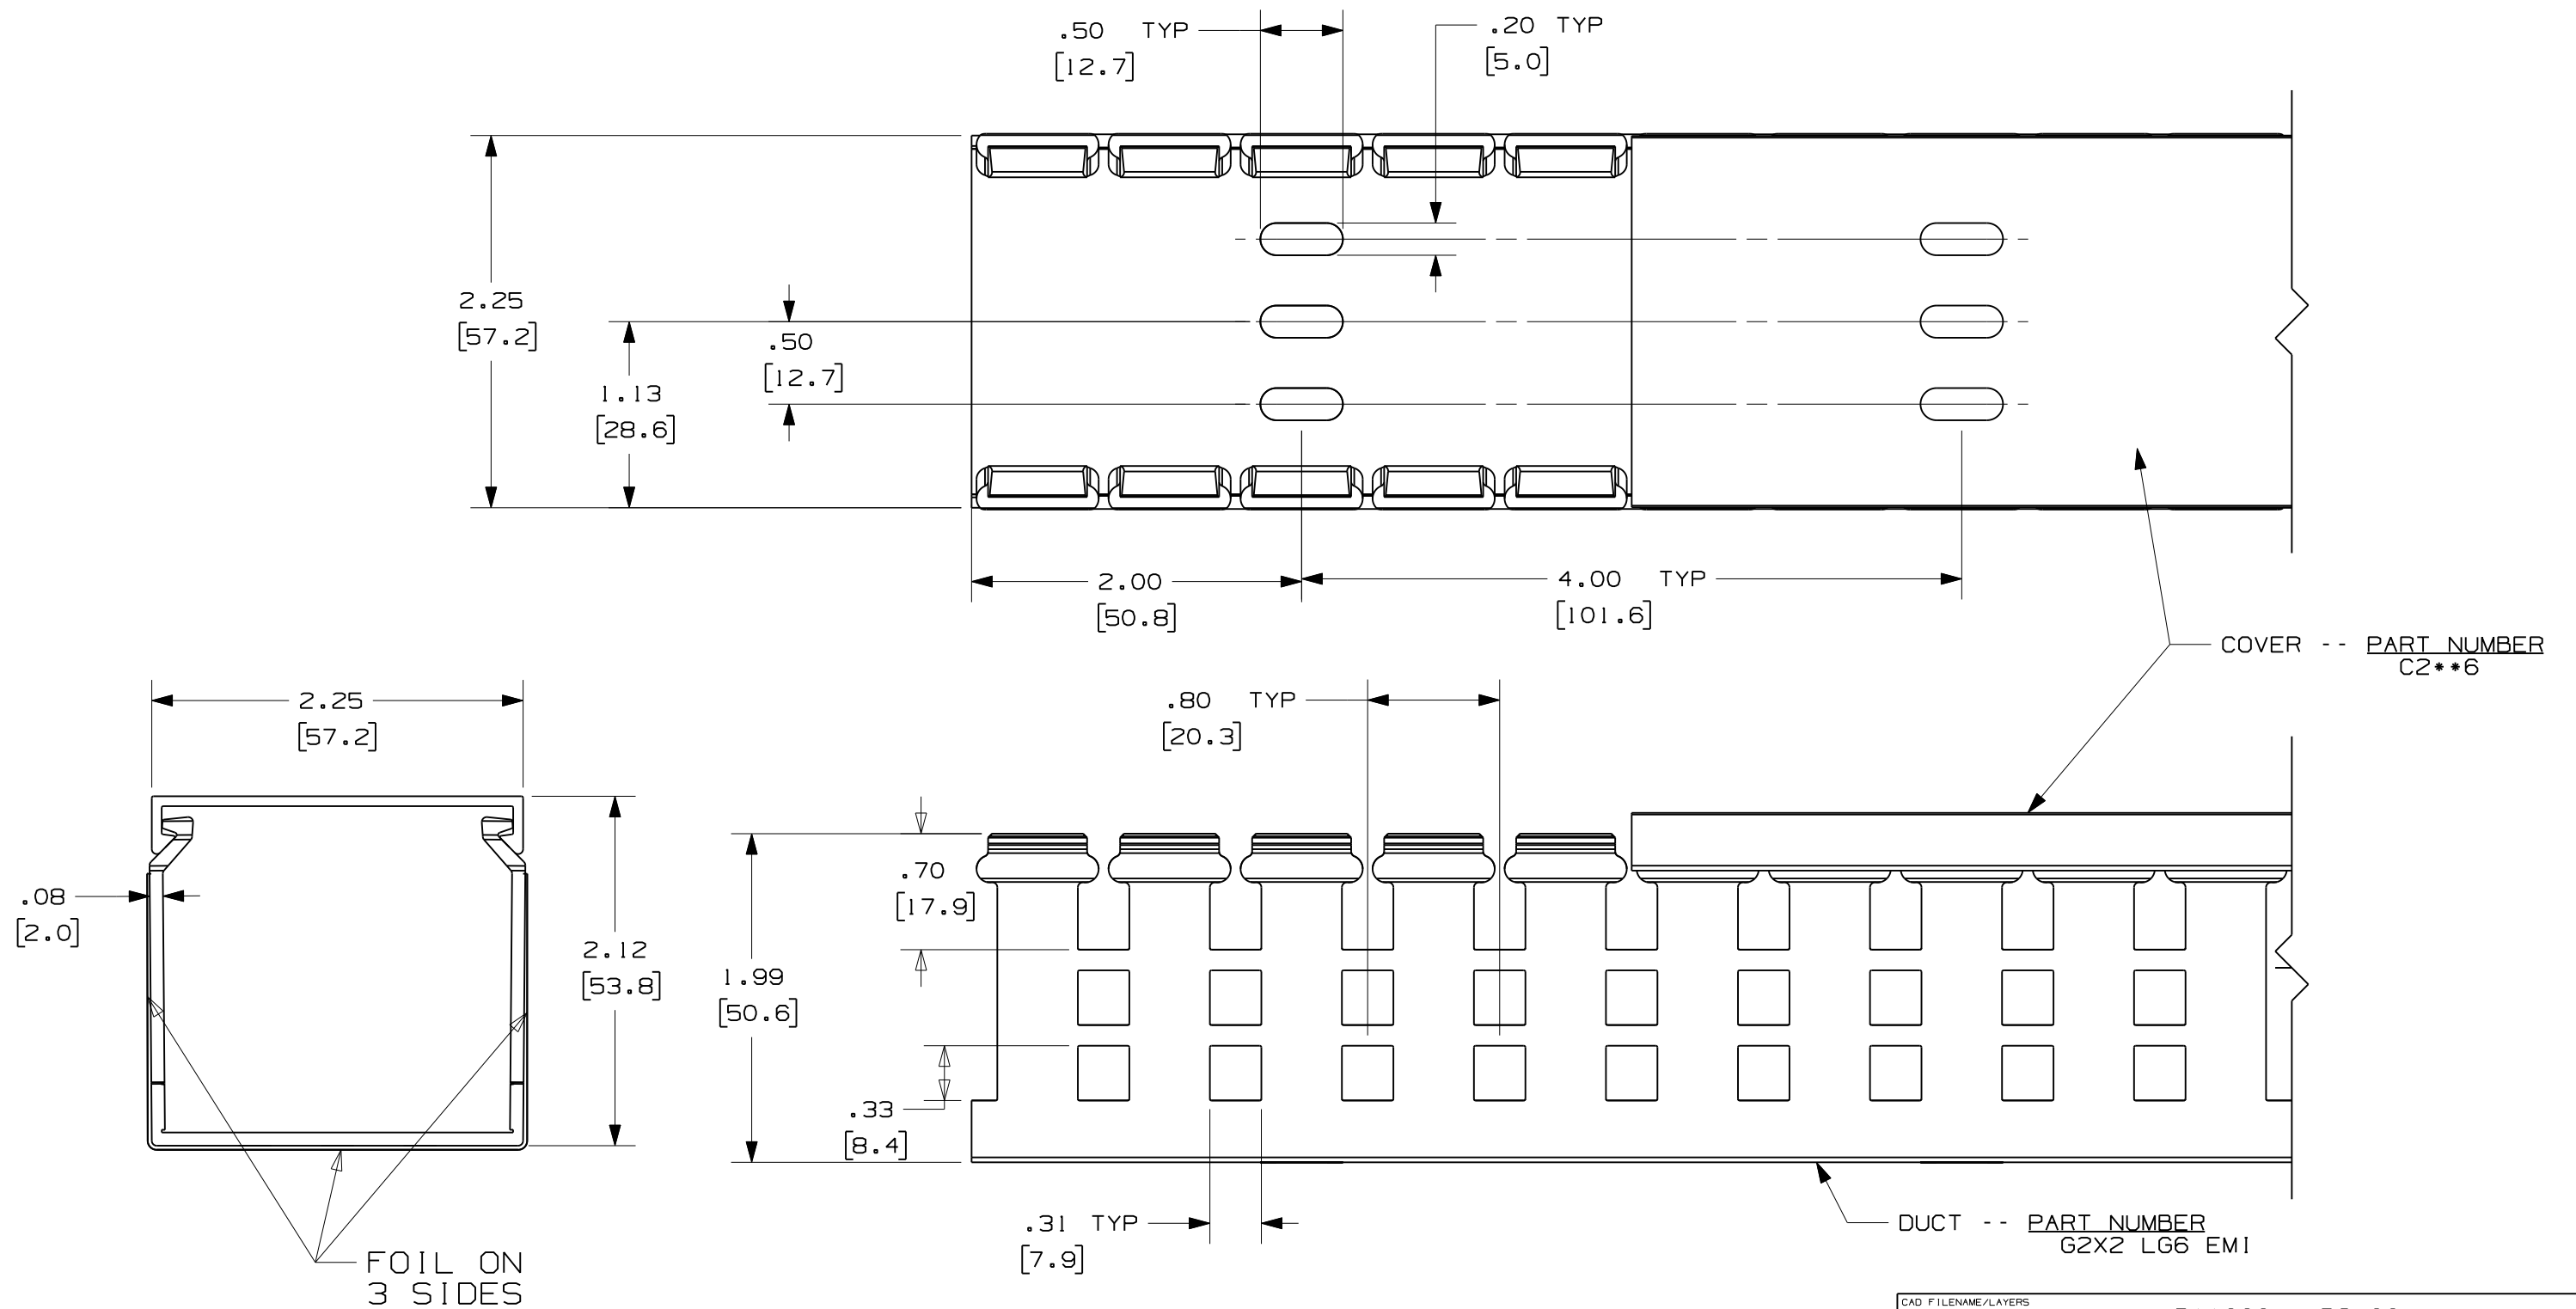 .50 TYP
[12.7]
.20 TYP
[5.0]
2.25
[57.2]
.50
[12.7]
1.13
[28.6]
2.00
[50.8]
4.00 TYP
[101.6]
COVER -- PART NUMBER
C2**6
2.25
[57.2]
.80 TYP
[20.3]
.08
[2.0]
.70
[17.9]
2.12
[53.8]
1.99
[50.6]
.33
[8.4]
.31 TYP
[7.9]
DUCT -- PART NUMBER
G2X2 LG6 EMI
FOIL ON
3 SIDES
CAD FILENAME/LAYERS